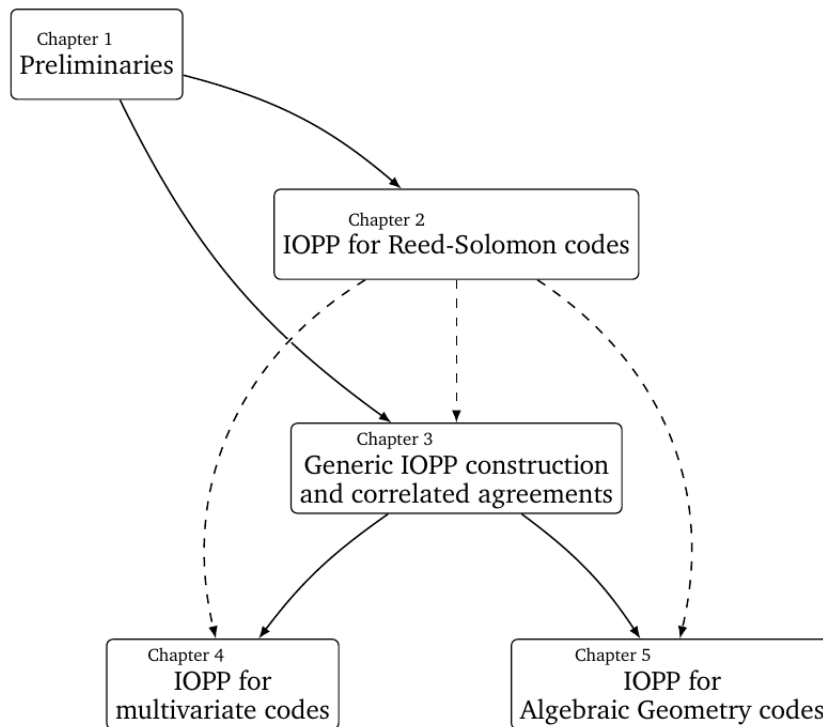 Chapter 1
Preliminaries
Chapter 2
IOPP for Reed-Solomon codes
Chapter 3
Generic IOPP construction
and correlated agreements
Chapter 4
IOPP for
multivariate codes
Chapter 5
IOPP for
Algebraic Geometry codes